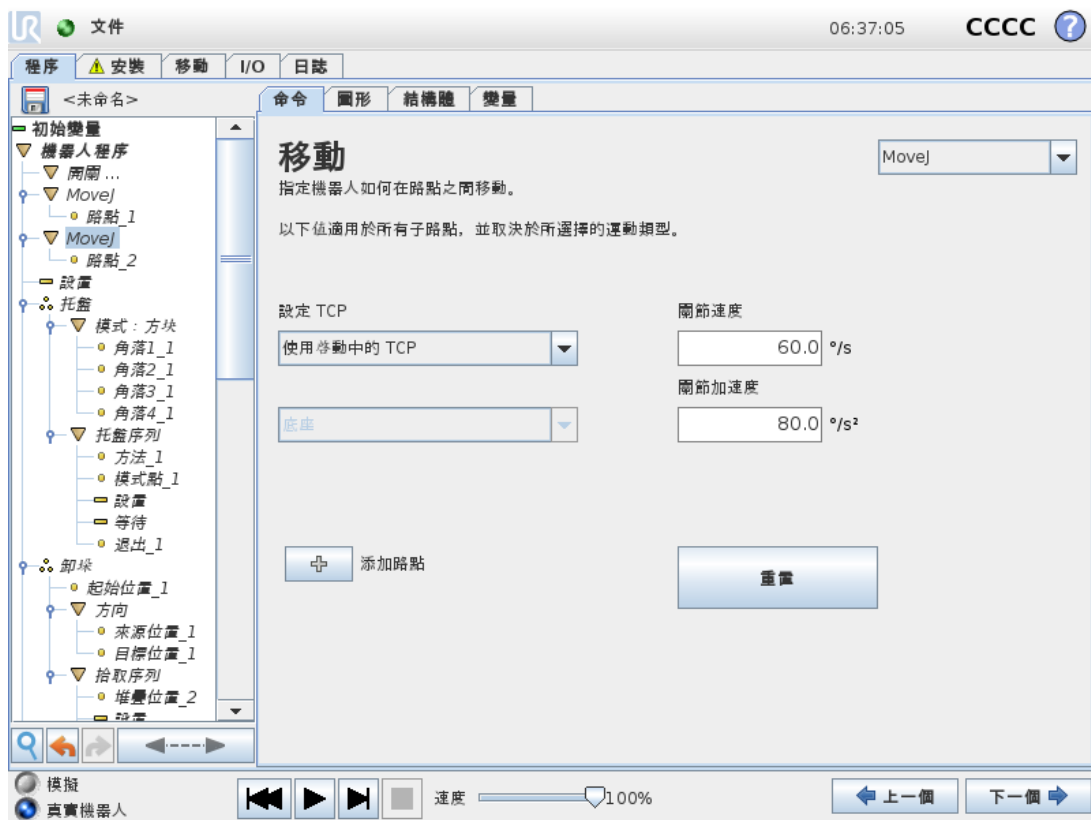 UR 文件 06:37:05 CCCC ?
程序 安裝 移動 I/O 日誌
<未命名>
命令 圖形 結構體 變量
初始變量
機器人程序
開關 ...
MoveJ
路點_1
MoveJ
路點_2
設置
托盤
模式：方块
角落1_1
角落2_1
角落3_1
角落4_1
托盤序列
方法_1
模式點_1
設置
等待
退出_1
卸垛
起始位置_1
方向
來源位置_1
目標位置_1
拾取序列
堆疊位置_2
設置
移動
MoveJ
指定機器人如何在路點之間移動。
以下值適用於所有子路點，並取決於所選擇的運動類型。
設定 TCP
使用啓動中的 TCP
底座
關節速度
60.0 °/s
關節加速度
80.0 °/s²
添加路點
重置
模擬
真實機器人
速度 100%
上一個
下一個